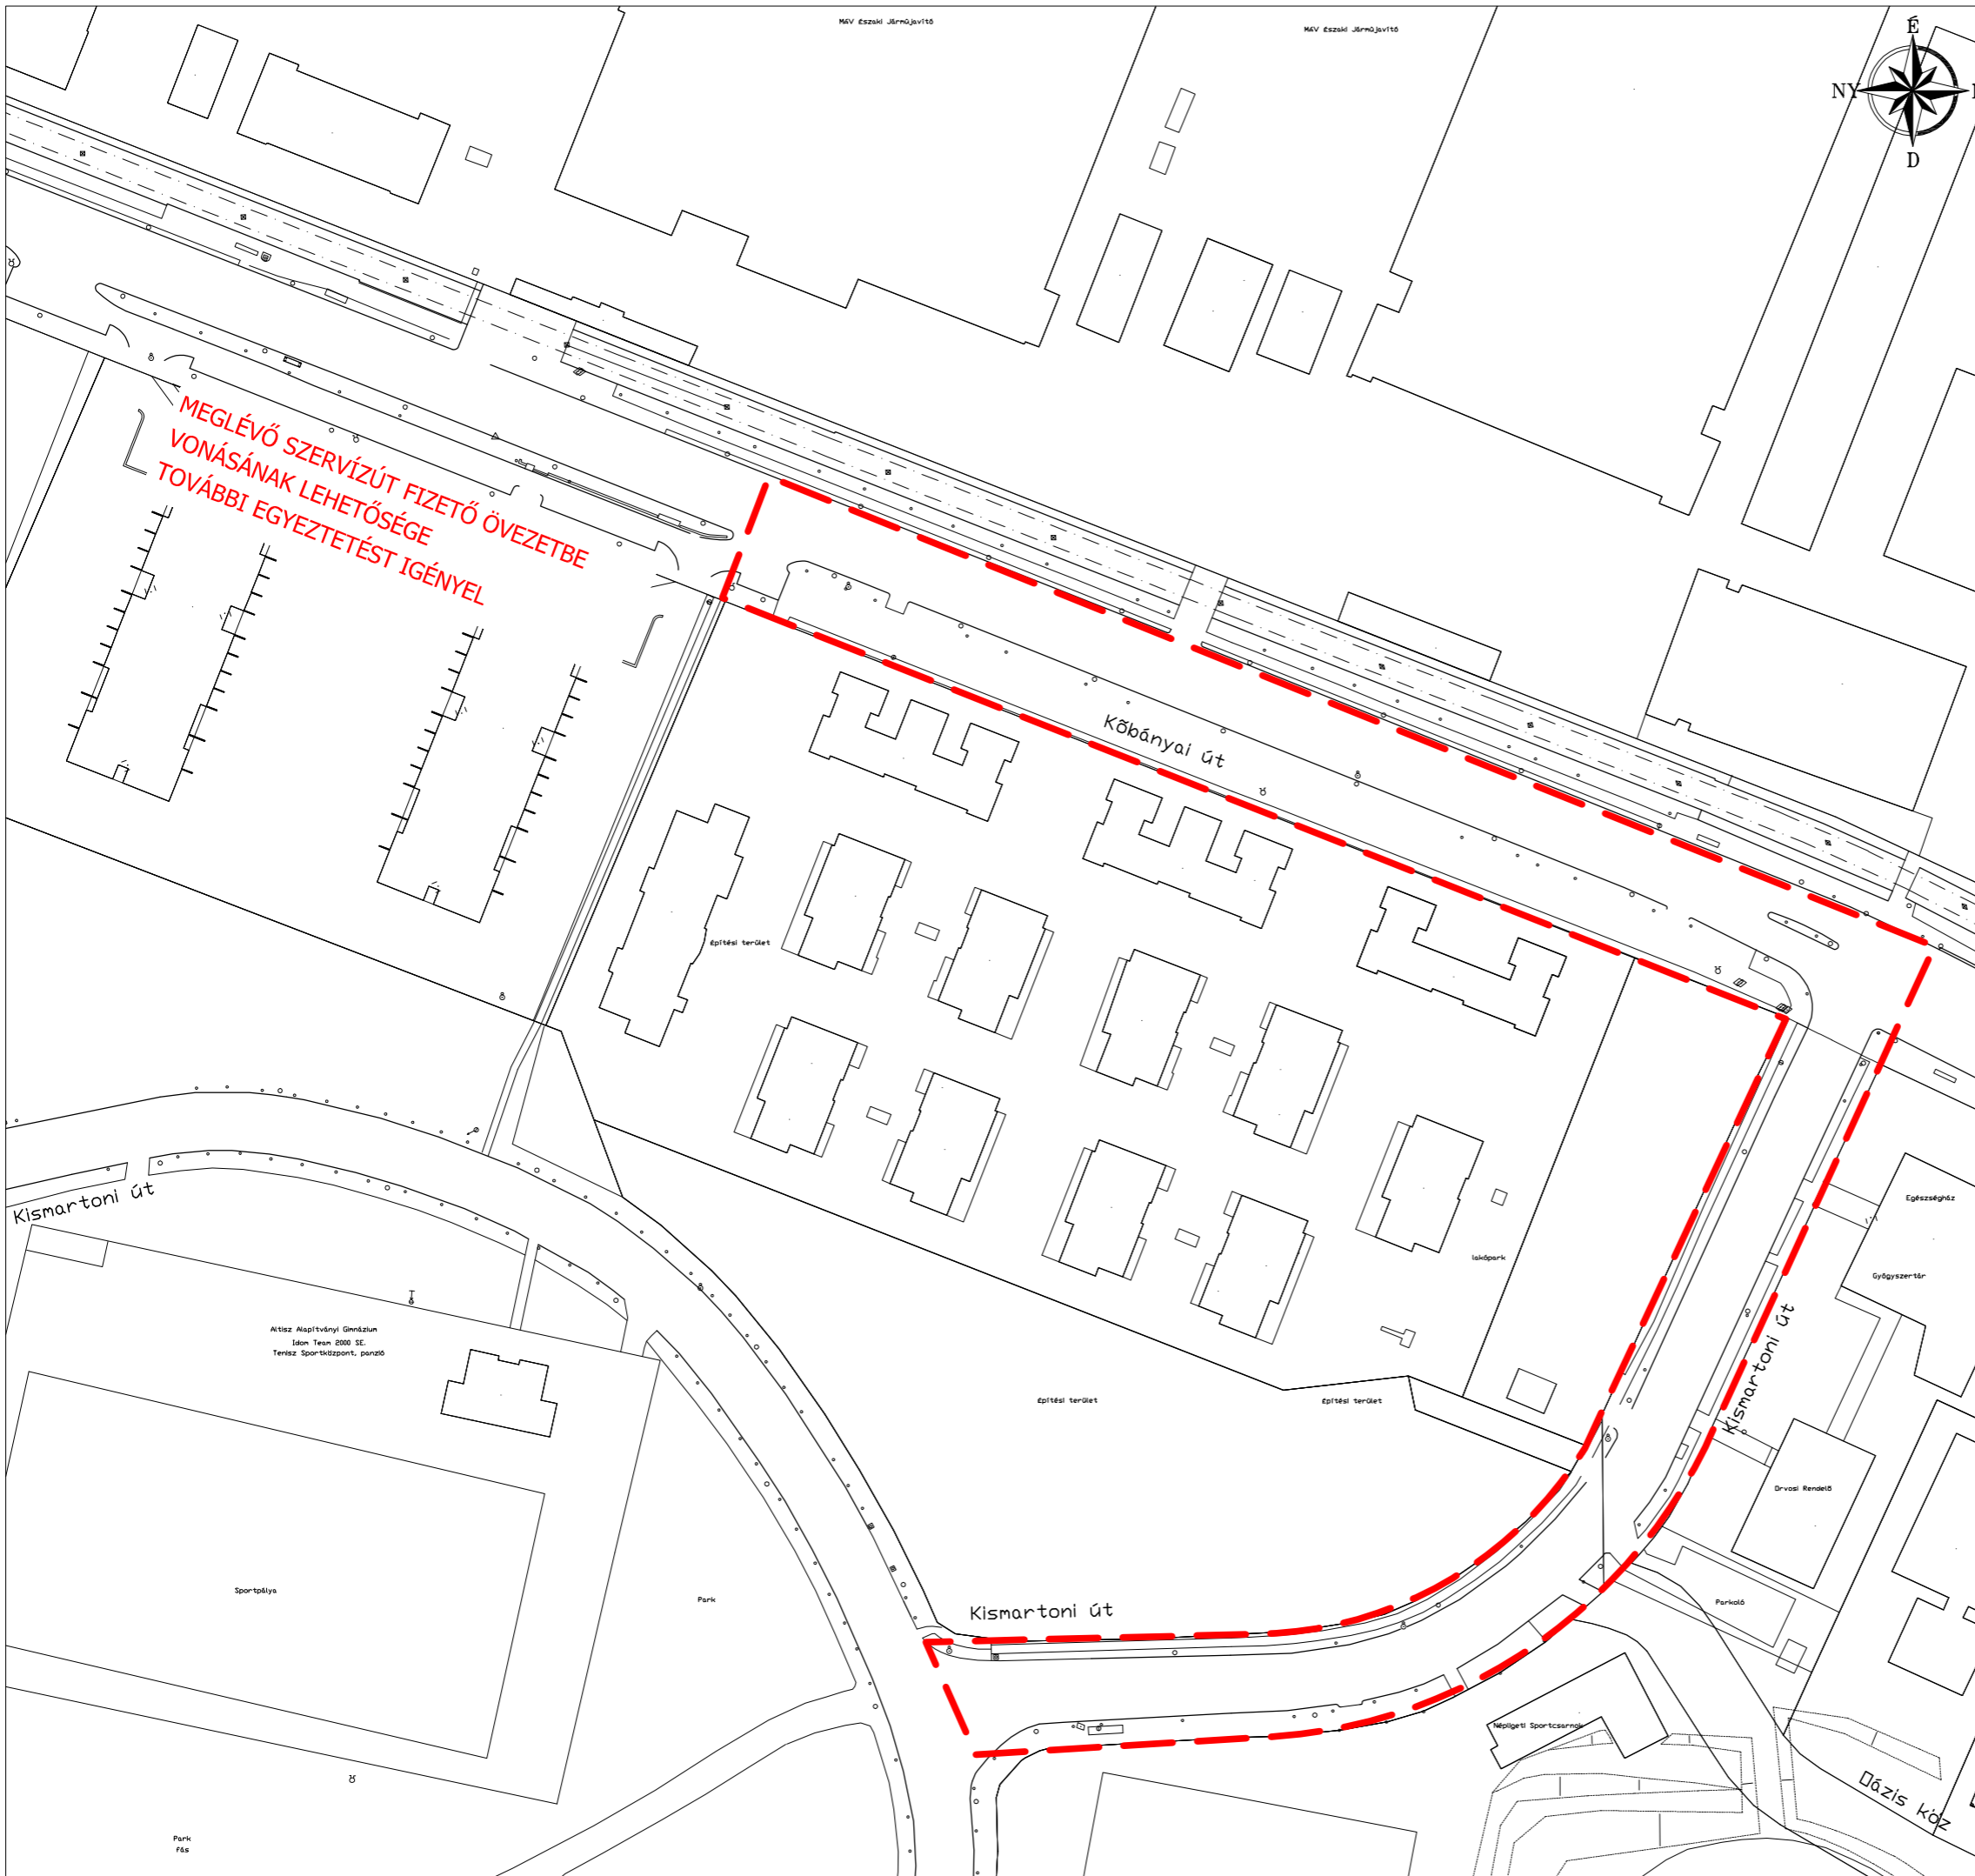 MÁV Északi Járműjavító
MÁV Északi Járműjavító
É
NY
D
MEGLÉVŐ SZERVÍZÚT FIZETŐ ÖVEZETBE
VONÁSÁNAK LEHETŐSÉGE
TOVÁBBI EGYEZTETÉST IGÉNYEL
Kõbányai út
Építési terület
Kismartoni út
Egészségház
lakópark
Gyógyszertár
Kismartoni út
Altisz Alapítványi Gimnázium
Idom Team 2000 SE.
Tenisz Sportközpont, panzió
Építési terület
Építési terület
Orvosi Rendelő
Sportpálya
Park
Kismartoni út
Parkoló
Népligeti Sportcsarnok
ázis köz
Park
fás